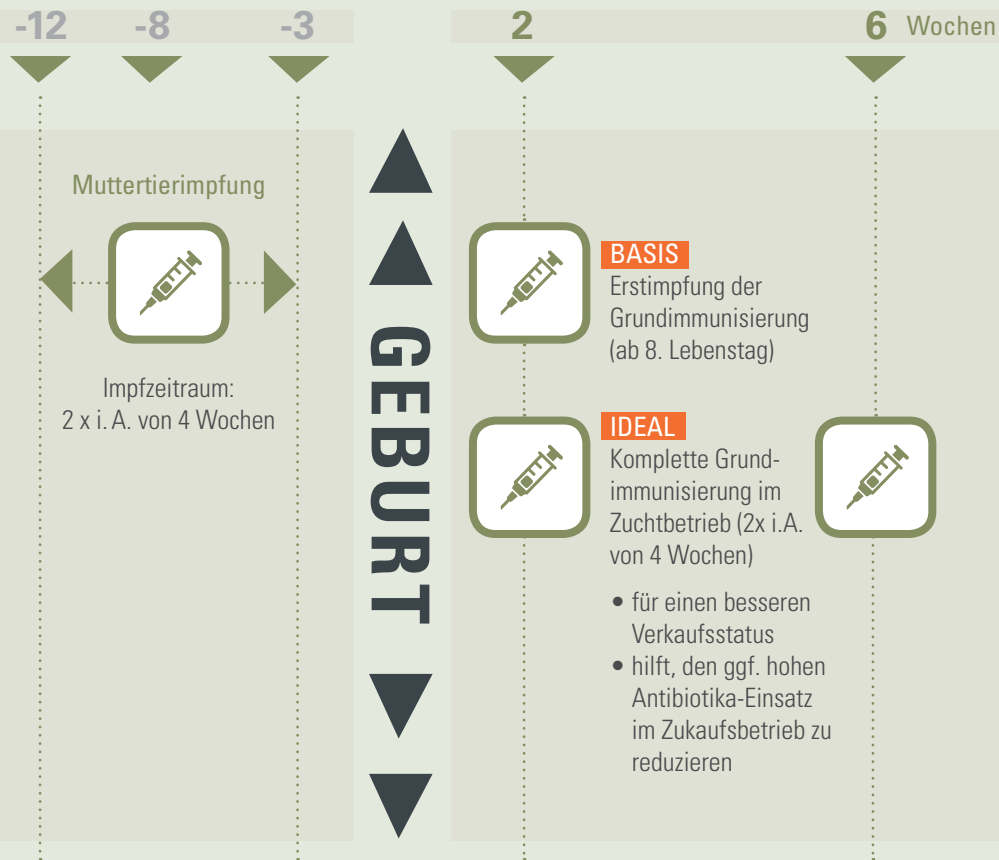 -12 -8 -3 2 6 Wochen
Muttertierimpfung
Impfzeitraum:
2 x i. A. von 4 Wochen
GEBURT
BASIS
Erstimpfung der
Grundimmunisierung
(ab 8. Lebenstag)
IDEAL
Komplette Grund-
immunisierung im
Zuchtbetrieb (2x i.A.
von 4 Wochen)
• für einen besseren
Verkaufsstatus
• hilft, den ggf. hohen
Antibiotika-Einsatz
im Zukaufsbetrieb zu
reduzieren